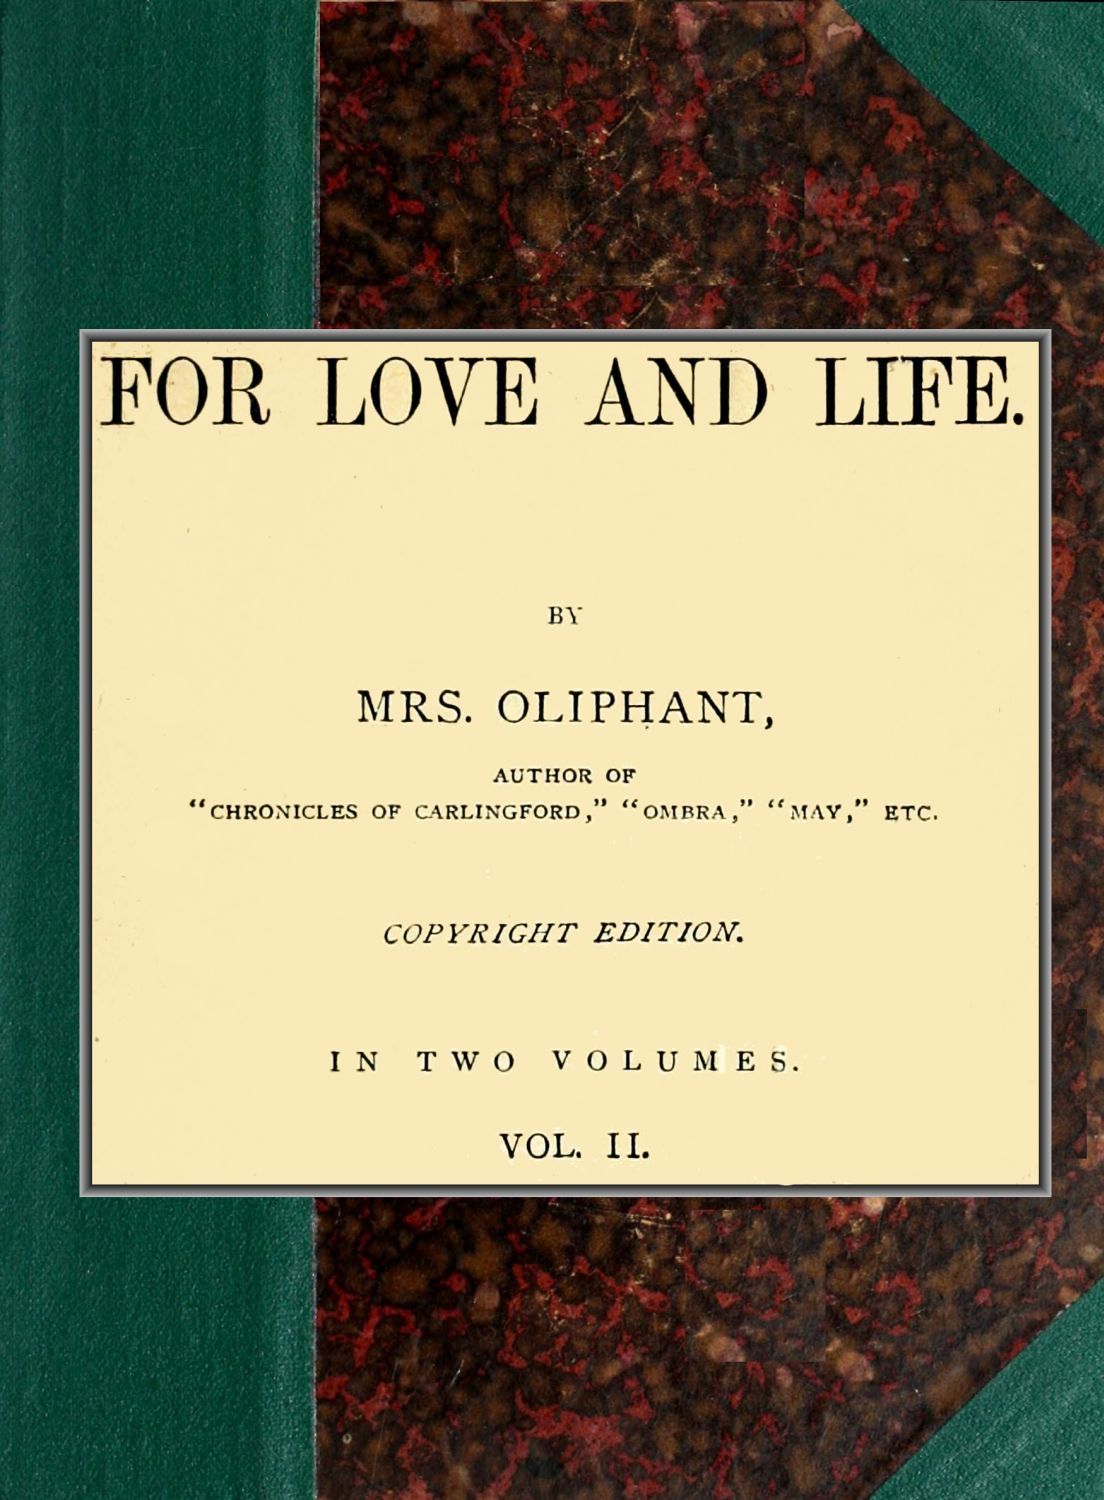 FOR LOVE AND LIFE.
BY
MRS. OLIPHANT,
AUTHOR OF
“CHRONICLES OF CARLINGFORD,” “OMBRA,” “MAY,” ETC.
COPYRIGHT EDITION.
IN TWO VOLUMES.
VOL. II.